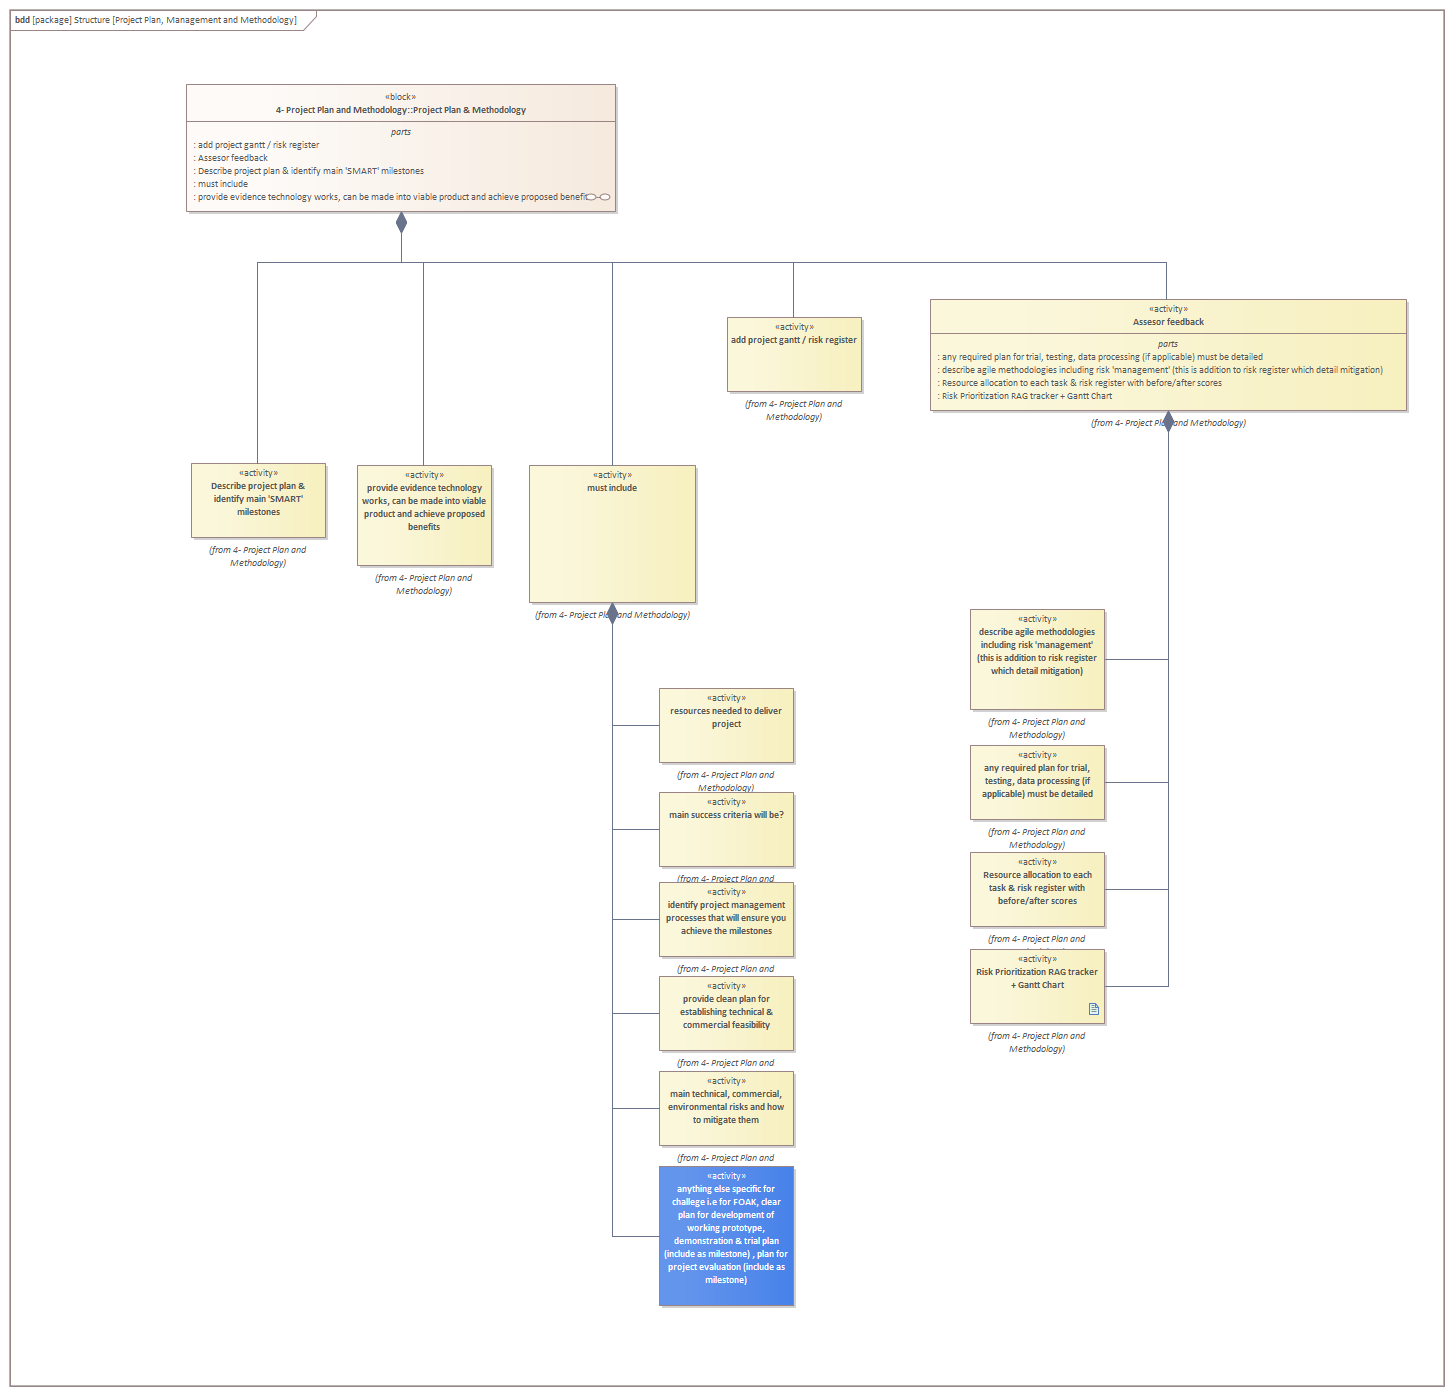 bdd [package] Structure [Project Plan, Management and Methodology]
«block»
4- Project Plan and Methodology::Project Plan & Methodology
parts
: add project gantt / risk register
: Assesor feedback
: Describe project plan & identify main 'SMART' milestones
: must include
: provide evidence technology works, can be made into viable product and achieve proposed benefit
«activity»
add project gantt / risk register
(from 4- Project Plan and
Methodology)
«activity»
Assesor feedback
parts
: any required plan for trial, testing, data processing (if applicable) must be detailed
: describe agile methodologies including risk 'management' (this is addition to risk register which detail mitigation)
: Resource allocation to each task & risk register with before/after scores
: Risk Prioritization RAG tracker + Gantt Chart
(from 4- Project Plan and Methodology)
«activity»
Describe project plan &
identify main 'SMART'
milestones
(from 4- Project Plan and
Methodology)
«activity»
provide evidence technology
works, can be made into viable
product and achieve proposed
benefits
(from 4- Project Plan and
Methodology)
«activity»
must include
(from 4- Project Plan and Methodology)
«activity»
resources needed to deliver
project
(from 4- Project Plan and
Methodology)
«activity»
main success criteria will be?
(from 4- Project Plan and
«activity»
identify project management
processes that will ensure you
achieve the milestones
(from 4- Project Plan and
«activity»
provide clean plan for
establishing technical &
commercial feasibility
(from 4- Project Plan and
«activity»
main technical, commercial,
environmental risks and how
to mitigate them
(from 4- Project Plan and
«activity»
anything else specific for
challege i.e for FOAK, clear
plan for development of
working prototype,
demonstration & trial plan
(include as milestone) , plan for
project evaluation (include as
milestone)
«activity»
describe agile methodologies
including risk 'management'
(this is addition to risk register
which detail mitigation)
(from 4- Project Plan and
Methodology)
«activity»
any required plan for trial,
testing, data processing (if
applicable) must be detailed
(from 4- Project Plan and
Methodology)
«activity»
Resource allocation to each
task & risk register with
before/after scores
(from 4- Project Plan and
«activity»
Risk Prioritization RAG tracker
+ Gantt Chart
(from 4- Project Plan and
Methodology)